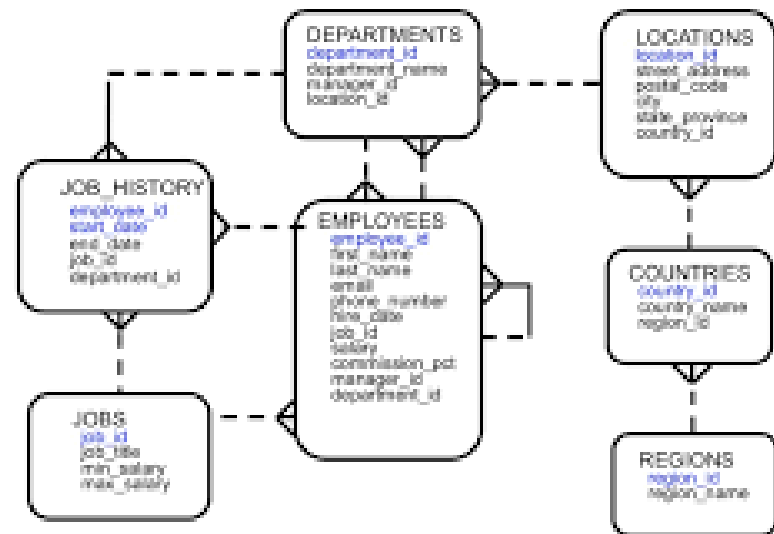 DEPARTMENTS
department_id
department_name
manager_id
location_id
LOCATIONS
location_id
street_address
postal_code
city
state_province
country_id
JOB_HISTORY
employee_id
start_date
end_date
job_id
department_id
EMPLOYEES
employee_id
first_name
last_name
email
phone_number
hire_date
job_id
salary
commission_pct
manager_id
department_id
COUNTRIES
country_id
country_name
region_id
JOBS
job_id
job_title
min_salary
max_salary
REGIONS
region_id
region_name